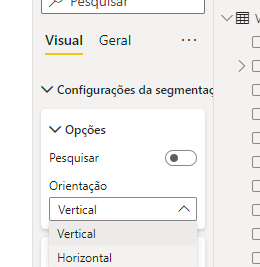 Pesquisar
Visual Geral ...
Configurações da segmentaç
Opções
Pesquisar
Orientação
Vertical
Vertical
Horizontal